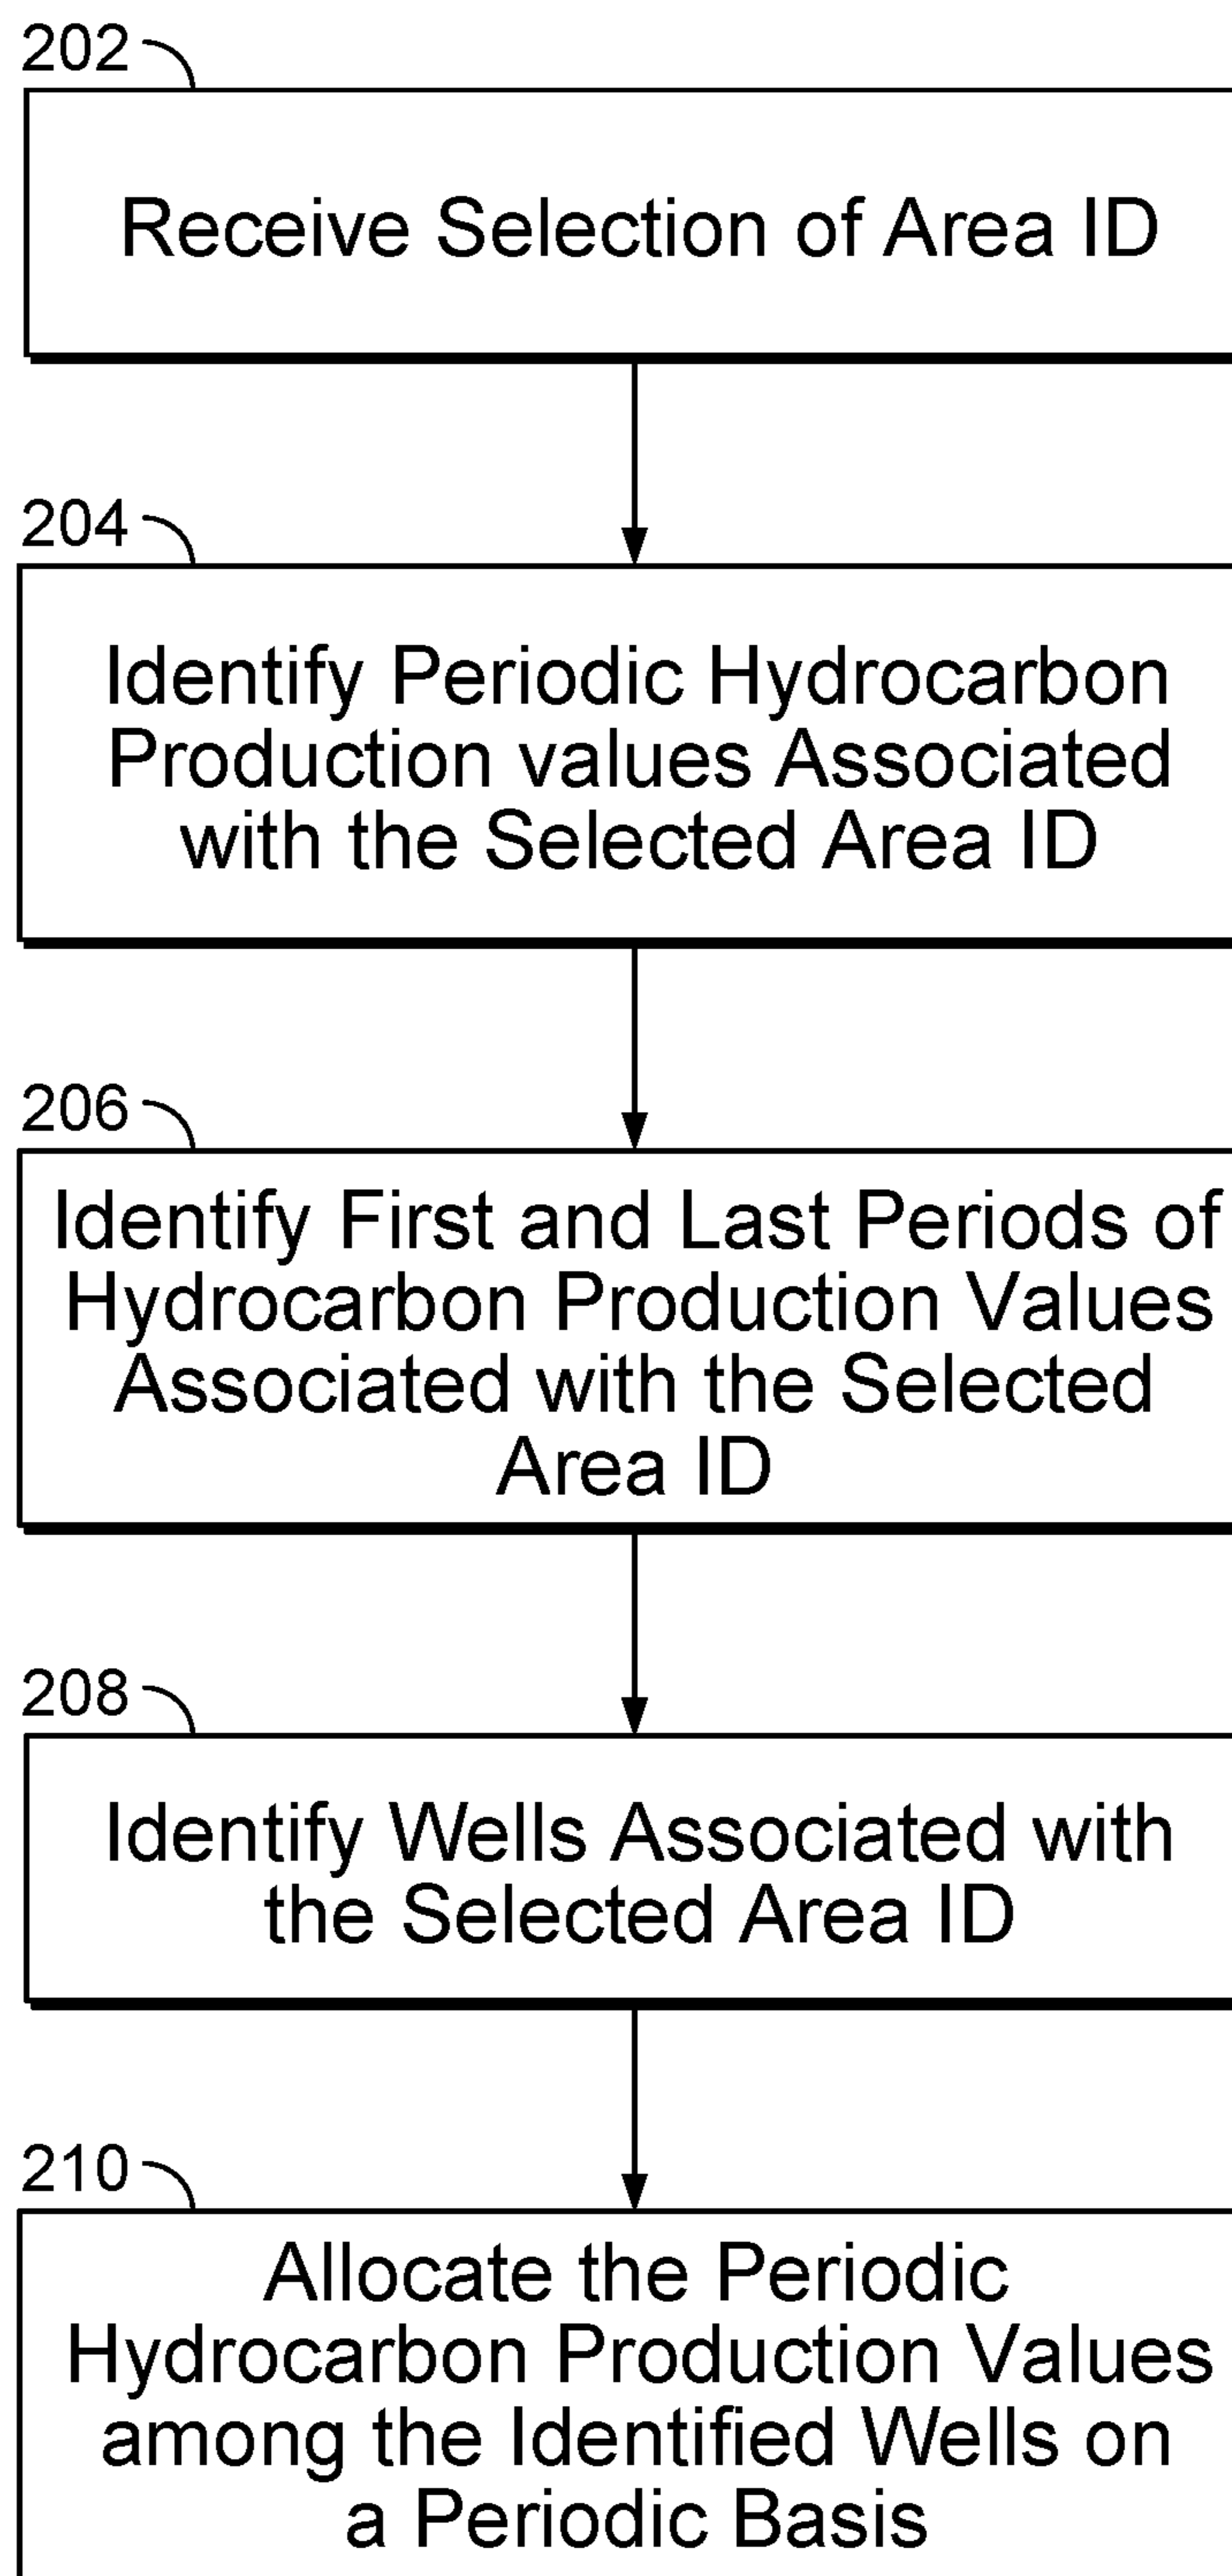 202
Receive Selection of Area ID
204
Identify Periodic Hydrocarbon
Production values Associated
with the Selected Area ID
206
Identify First and Last Periods of
Hydrocarbon Production Values
Associated with the Selected
Area ID
208
Identify Wells Associated with
the Selected Area ID
210
Allocate the Periodic
Hydrocarbon Production Values
among the Identified Wells on
a Periodic Basis